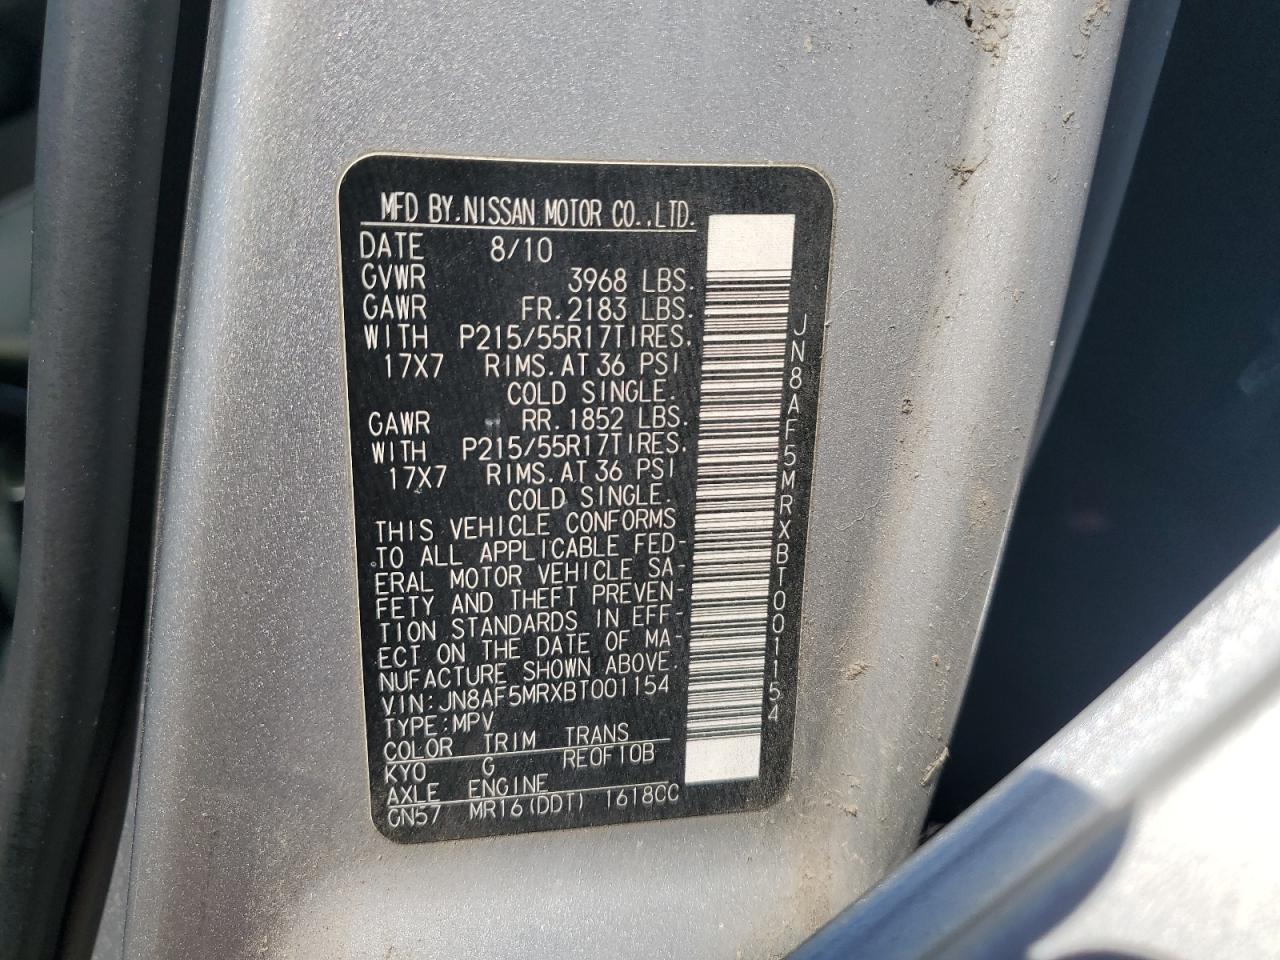 MFD BY.NISSAN MOTOR CO.,LTD.
DATE 8/10
GVWR 3968 LBS.
GAWR FR.2183 LBS.
WITH P215/55R17TIRES.
17X7 RIMS.AT 36 PSI
COLD SINGLE.
GAWR RR.1852 LBS.
WITH P215/55R17TIRES.
17X7 RIMS.AT 36 PSI
COLD SINGLE.
THIS VEHICLE CONFORMS
TO ALL APPLICABLE FED-
ERAL MOTOR VEHICLE SA-
FETY AND THEFT PREVEN-
TION STANDARDS IN EFF-
ECT ON THE DATE OF MA-
NUFACTURE SHOWN ABOVE.
VIN:JN8AF5MRXBT001154
TYPE:MPV
COLOR TRIM TRANS
KY0 G RE0F10B
AXLE ENGINE
GN57 MR16(DDT) 1618CC
JN8AF5MRXBT001154